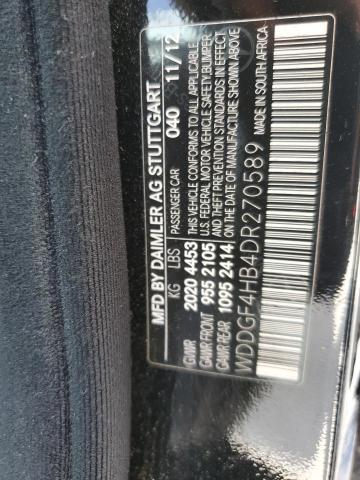 MFD BY DAIMLER AG STUTTGART
KG LBS PASSENGER CAR 040 11/12
GVWR 2020 4453 THIS VEHICLE CONFORMS TO ALL APPLICABLE
GAWR FRONT 955 2105 U.S. FEDERAL MOTOR VEHICLE SAFETY, BUMPER,
GAWR REAR 1095 2414 AND THEFT PREVENTION STANDARDS IN EFFECT ON THE
DATE OF MANUFACTURE SHOWN ABOVE
WDDGF4HB4DR270589 MADE IN SOUTH AFRICA